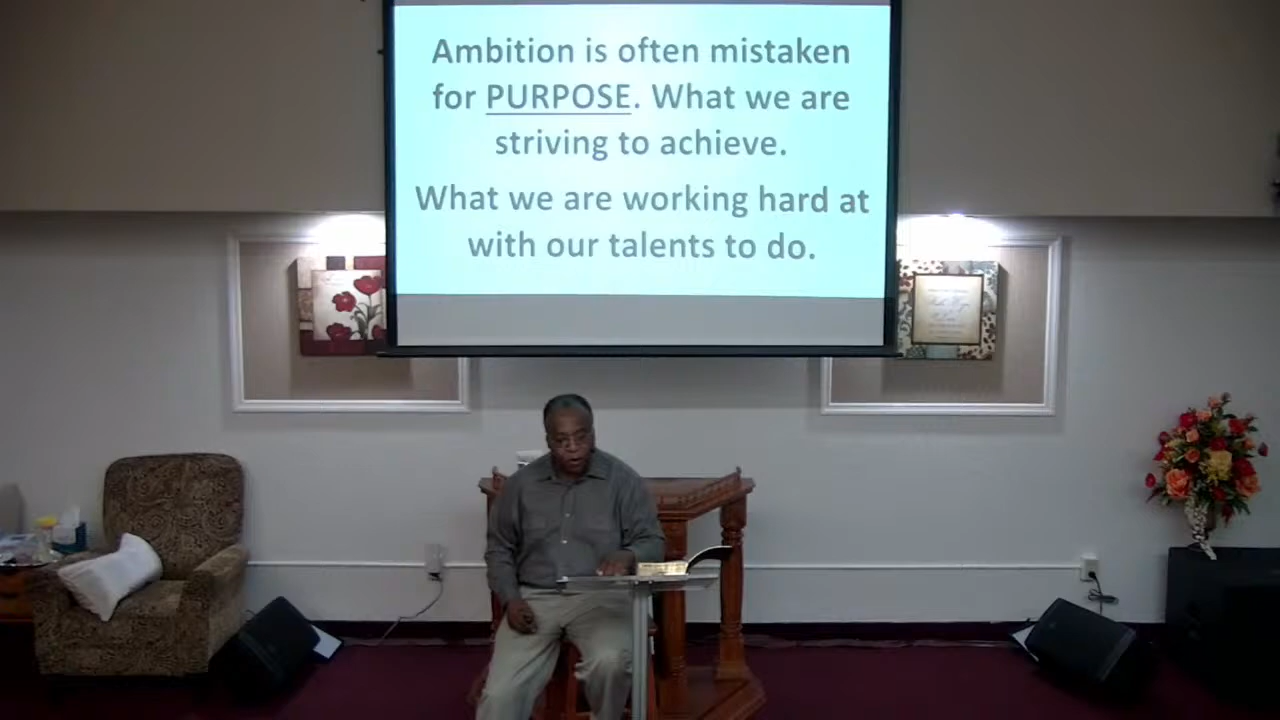 Ambition is often mistaken
for PURPOSE. What we are
striving to achieve.
What we are working hard at
with our talents to do.